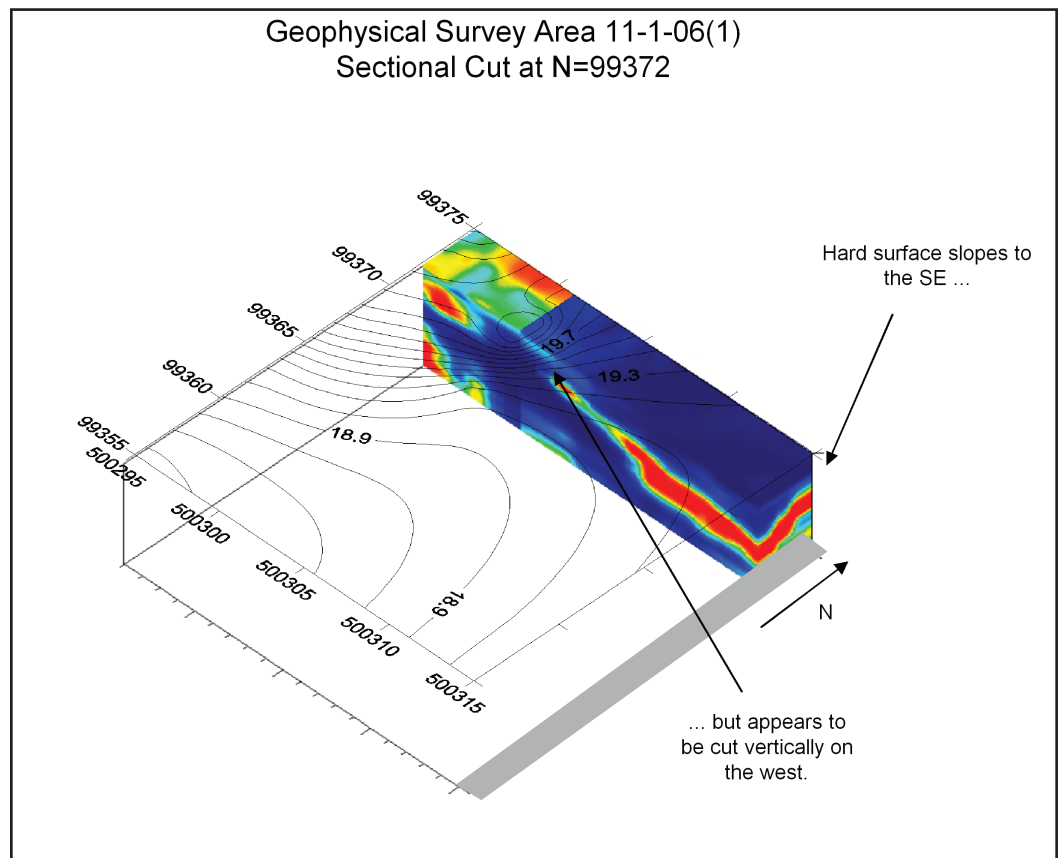 Geophysical Survey Area 11-1-06(1)
Sectional Cut at N=99372
99375
99370
99365
99360
99355
500295
500300
500305
500310
500315
19.7
19.3
18.9
18.9
Hard surface slopes to
the SE ...
N
... but appears to
be cut vertically on
the west.